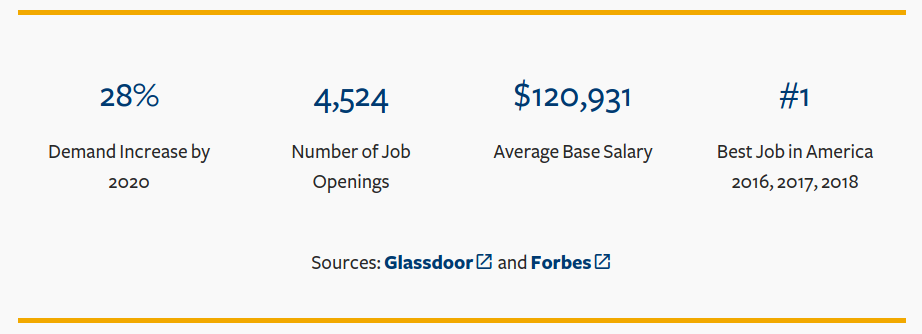 28%
4,524
$120,931
#1
Demand Increase by
2020
Number of Job
Openings
Average Base Salary
Best Job in America
2016, 2017, 2018
Sources: Glassdoor and Forbes